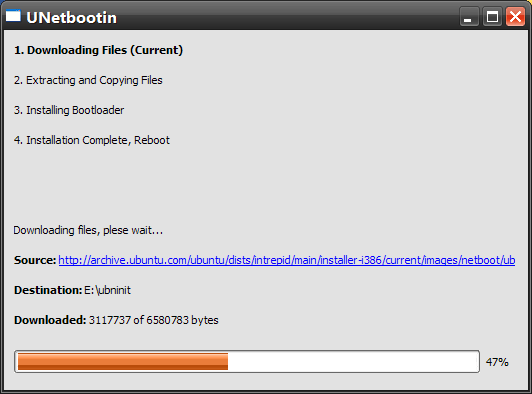 UNetbootin
1. Downloading Files (Current)
2. Extracting and Copying Files
3. Installing Bootloader
4. Installation Complete, Reboot
Downloading files, plese wait...
Source: http://archive.ubuntu.com/ubuntu/dists/intrepid/main/installer-i386/current/images/netboot/ub
Destination: E:\ubninit
Downloaded: 3117737 of 6580783 bytes
47%